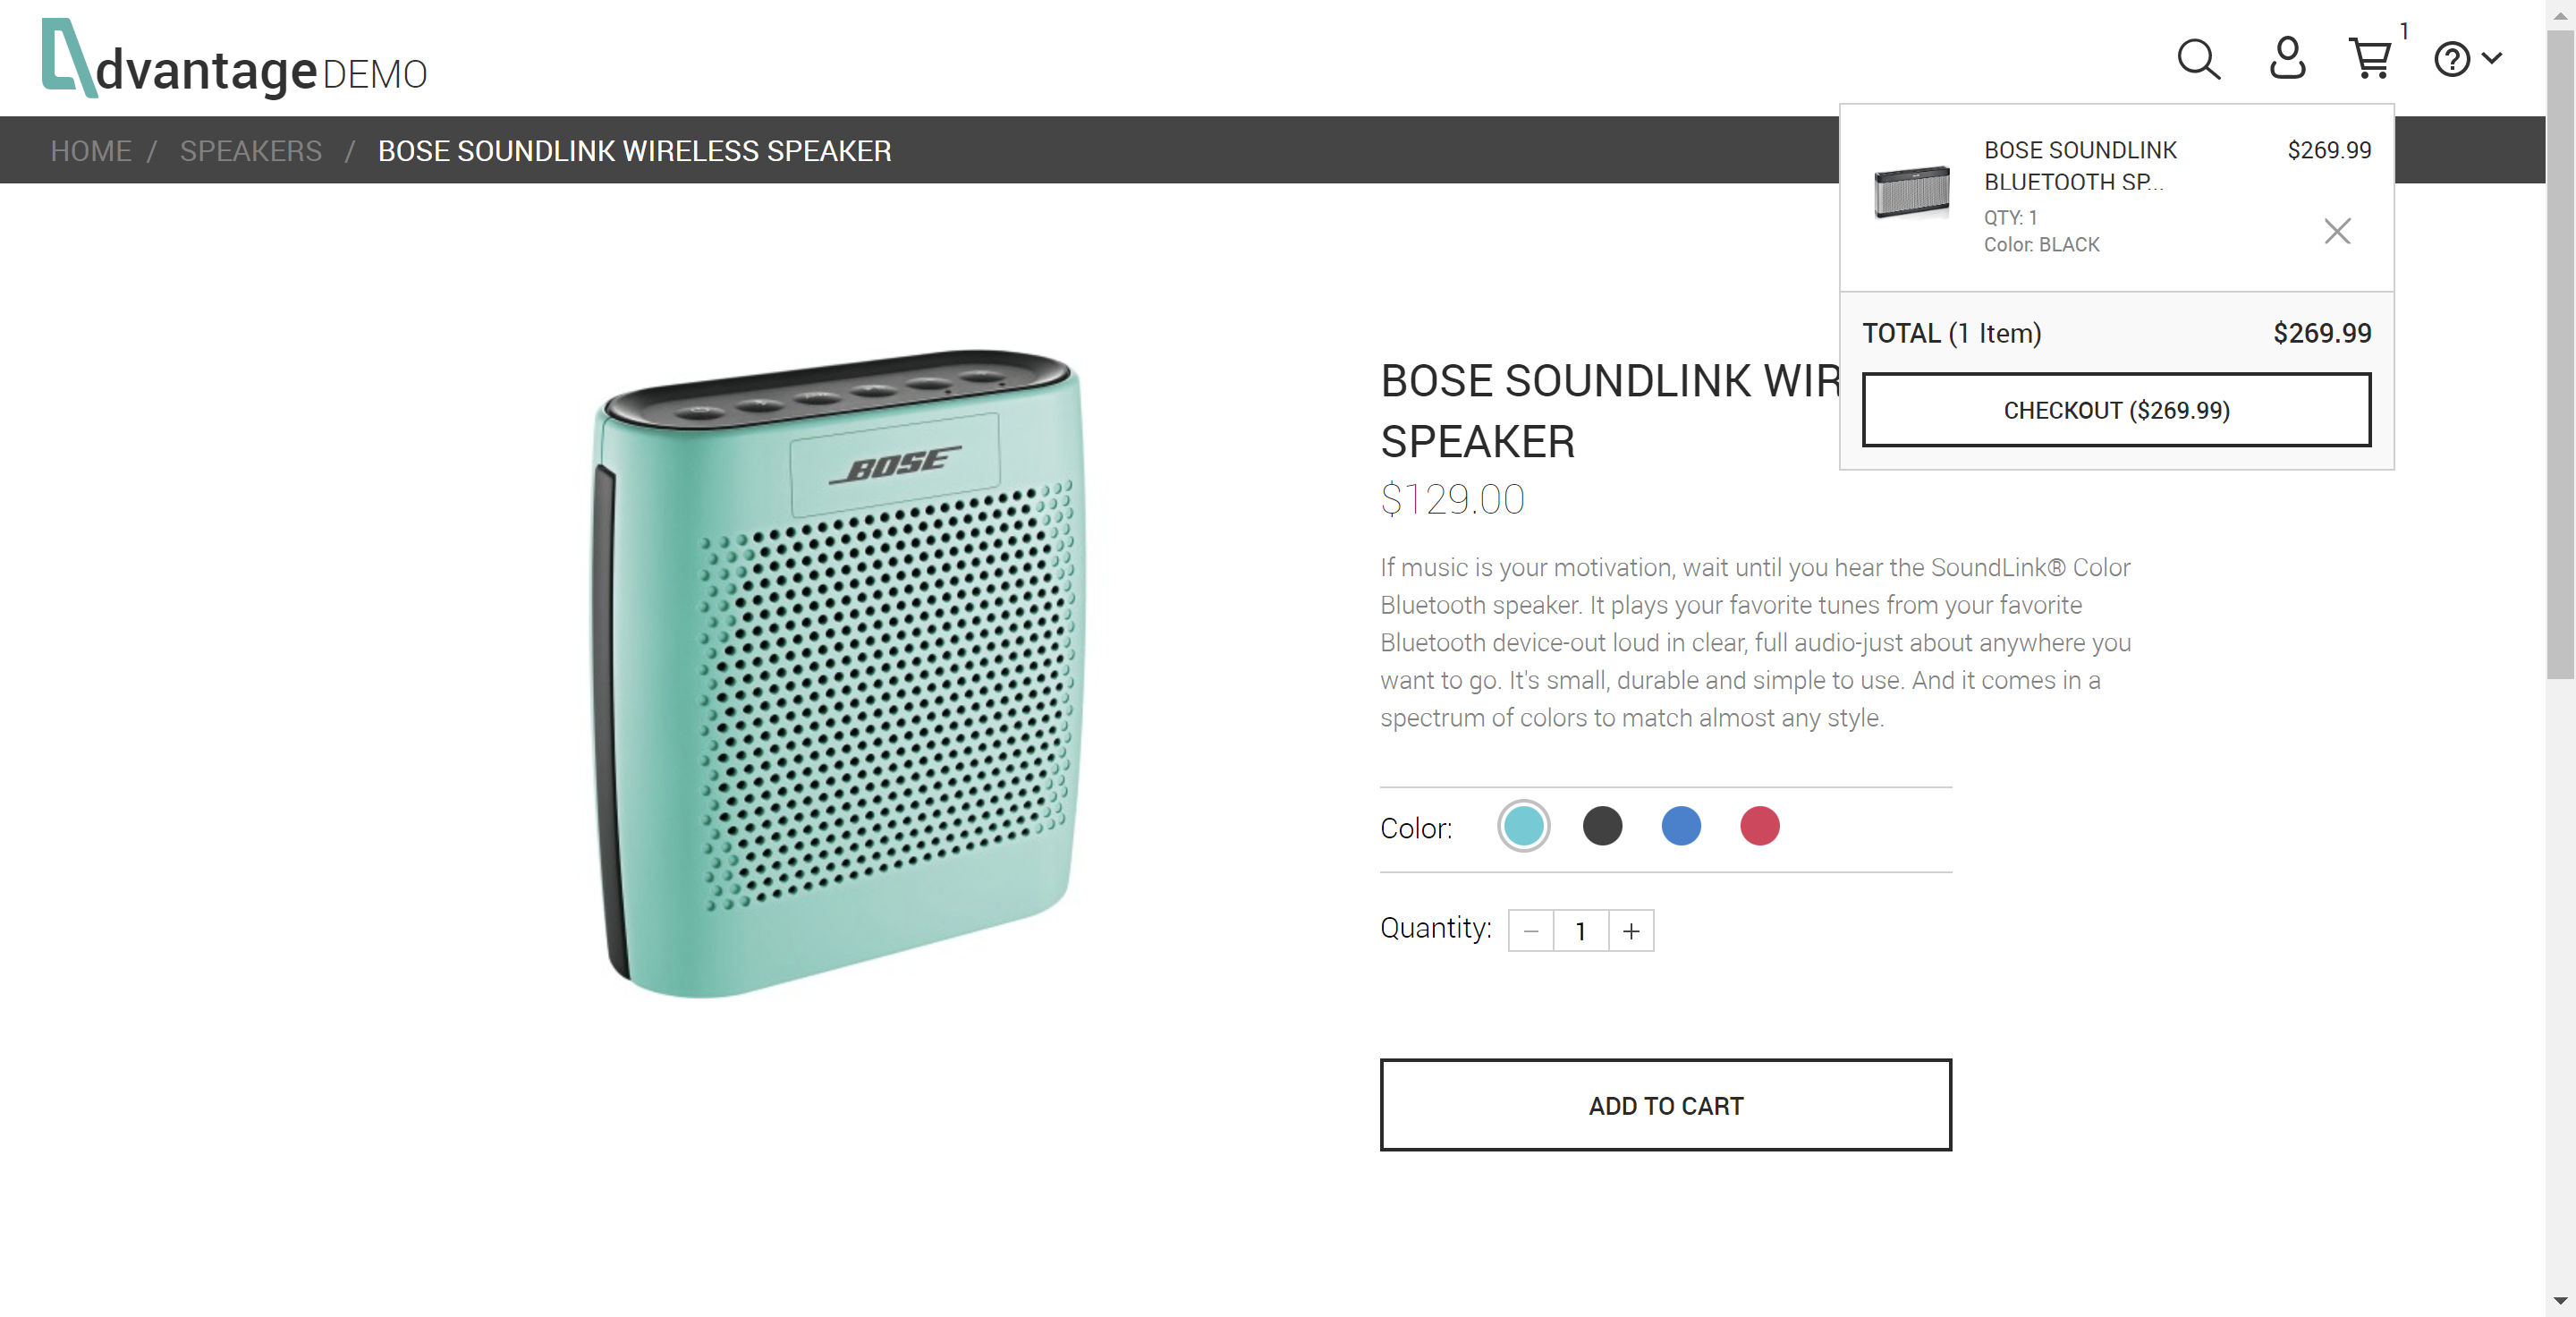 dvantage DEMO
1
HOME / SPEAKERS / BOSE SOUNDLINK WIRELESS SPEAKER
BOSE SOUNDLINK $269.99
BLUETOOTH SP...
QTY: 1
Color: BLACK
TOTAL (1 Item) $269.99
CHECKOUT ($269.99)
BOSE
BOSE SOUNDLINK WIR
SPEAKER
$129.00
If music is your motivation, wait until you hear the SoundLink® Color
Bluetooth speaker. It plays your favorite tunes from your favorite
Bluetooth device-out loud in clear, full audio-just about anywhere you
want to go. It's small, durable and simple to use. And it comes in a
spectrum of colors to match almost any style.
Color:
Quantity: − 1 +
ADD TO CART